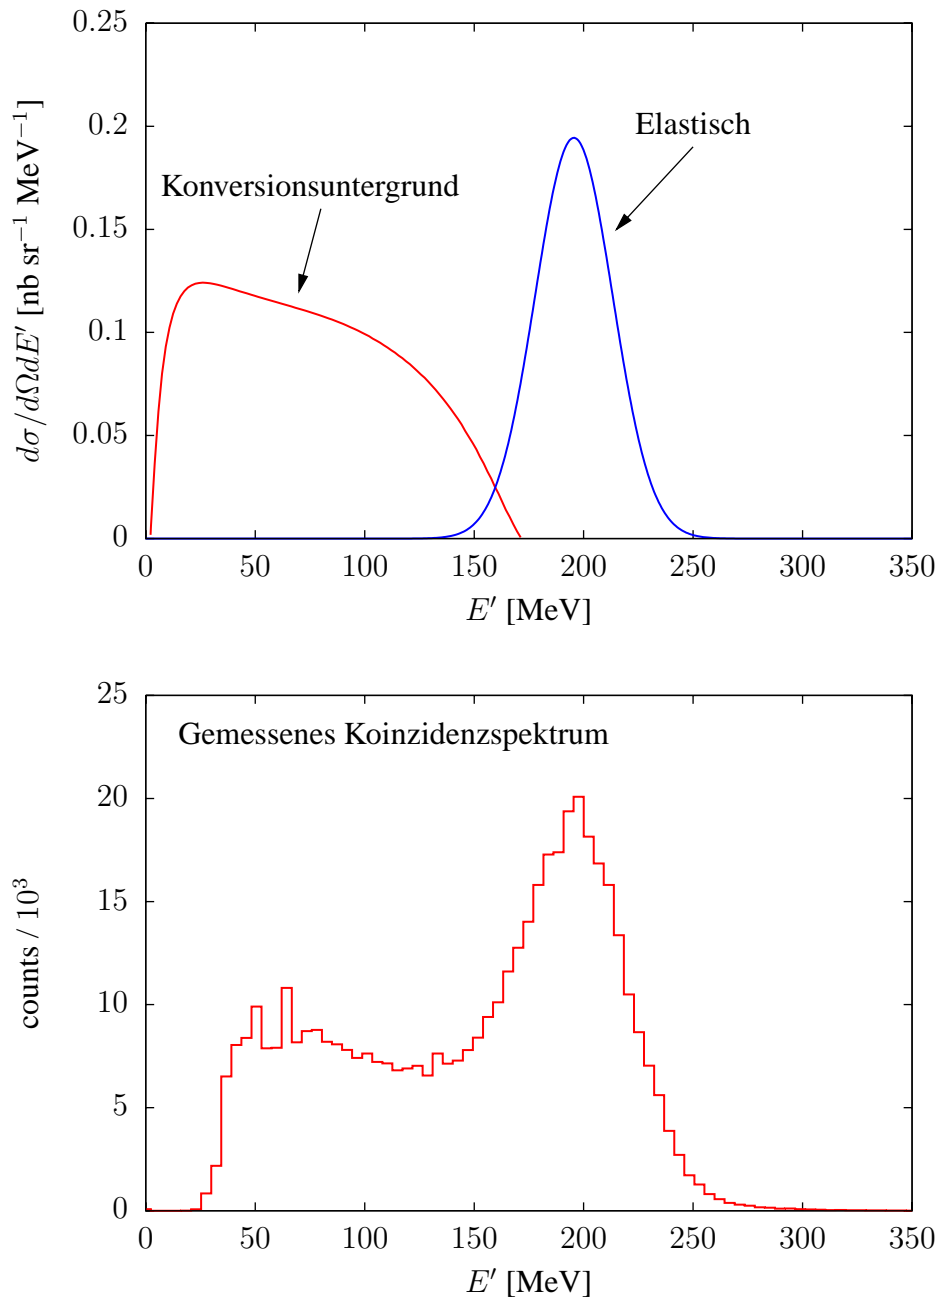 0.25
0.2
Elastisch
Konversionsuntergrund
0.15
0.1
0.05
0
dσ/dΩdE′ [nb sr⁻¹ MeV⁻¹]
0 50 100 150 200 250 300 350
E′ [MeV]
25
Gemessenes Koinzidenzspektrum
20
15
10
5
0
counts / 10³
0 50 100 150 200 250 300 350
E′ [MeV]